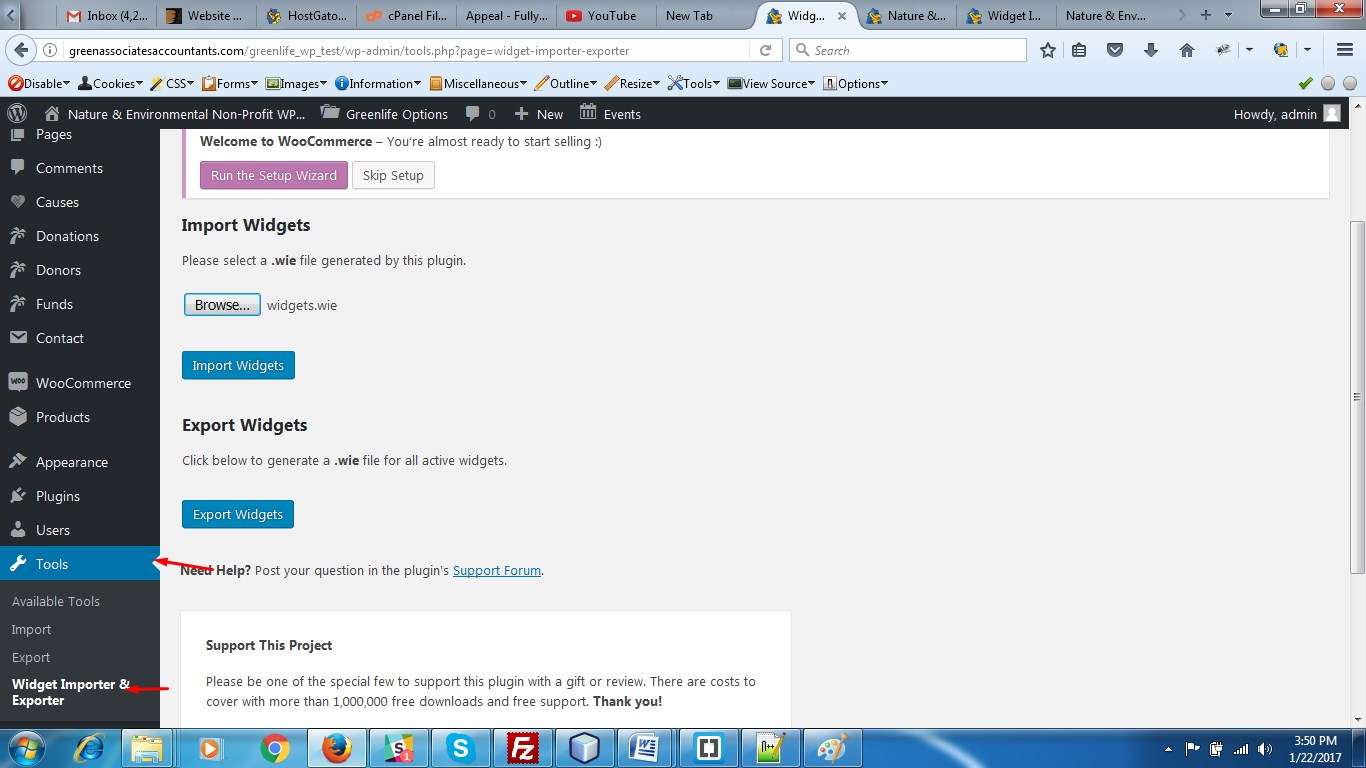 Inbox (4,2...
Website ...
HostGato...
cPanel Fil...
Appeal - Fully...
YouTube
New Tab
Widg...
Nature &...
Widget I...
Nature & Env...
greenassociatesaccountants.com/greenlife_wp_test/wp-admin/tools.php?page=widget-importer-exporter
Search
Disable
Cookies
CSS
Forms
Images
Information
Miscellaneous
Outline
Resize
Tools
View Source
Options
Nature & Environmental Non-Profit WP...
Greenlife Options
0
New
Events
Howdy, admin
Pages
Comments
Causes
Donations
Donors
Funds
Contact
WooCommerce
Products
Appearance
Plugins
Users
Tools
Available Tools
Import
Export
Widget Importer &
Exporter
Welcome to WooCommerce – You're almost ready to start selling :)
Run the Setup Wizard
Skip Setup
Import Widgets
Please select a .wie file generated by this plugin.
Browse...
widgets.wie
Import Widgets
Export Widgets
Click below to generate a .wie file for all active widgets.
Export Widgets
Need Help? Post your question in the plugin's Support Forum.
Support This Project
Please be one of the special few to support this plugin with a gift or review. There are costs to
cover with more than 1,000,000 free downloads and free support. Thank you!
3:50 PM
1/22/2017